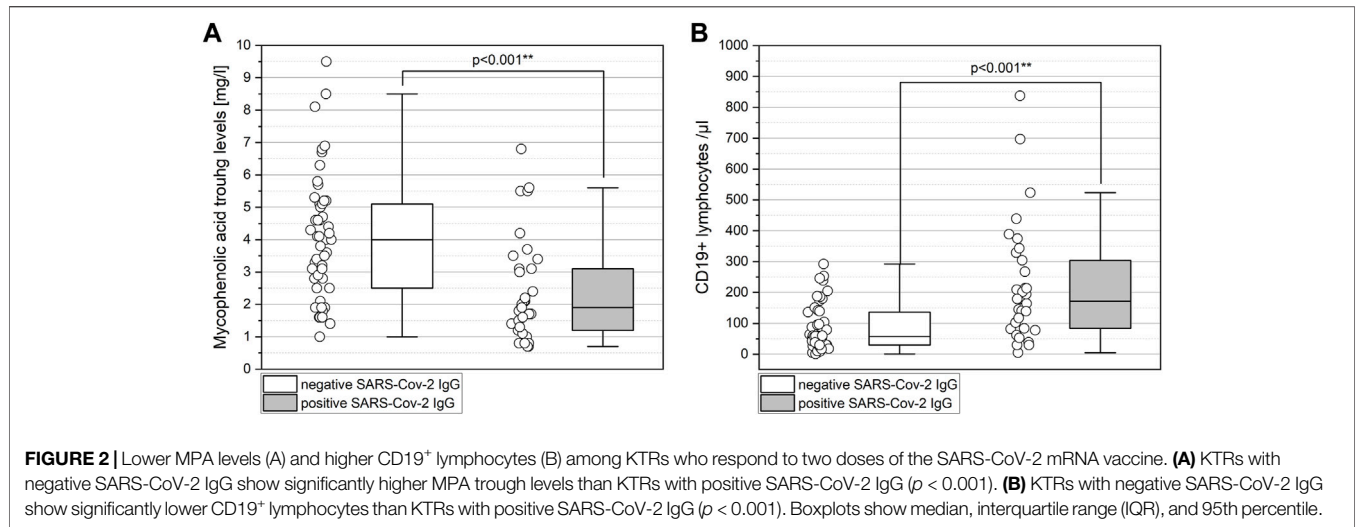 A
Mycophenolic acid trouhg levels [mg/l]
10
9
8
7
6
5
4
3
2
1
0
p<0.001**
negative SARS-Cov-2 IgG
positive SARS-Cov-2 IgG
B
CD19+ lymphocytes /µl
1000
900
800
700
600
500
400
300
200
100
0
p<0.001**
negative SARS-Cov-2 IgG
positive SARS-Cov-2 IgG
FIGURE 2 | Lower MPA levels (A) and higher CD19⁺ lymphocytes (B) among KTRs who respond to two doses of the SARS-CoV-2 mRNA vaccine. (A) KTRs with
negative SARS-CoV-2 IgG show significantly higher MPA trough levels than KTRs with positive SARS-CoV-2 IgG (p < 0.001). (B) KTRs with negative SARS-CoV-2 IgG
show significantly lower CD19⁺ lymphocytes than KTRs with positive SARS-CoV-2 IgG (p < 0.001). Boxplots show median, interquartile range (IQR), and 95th percentile.